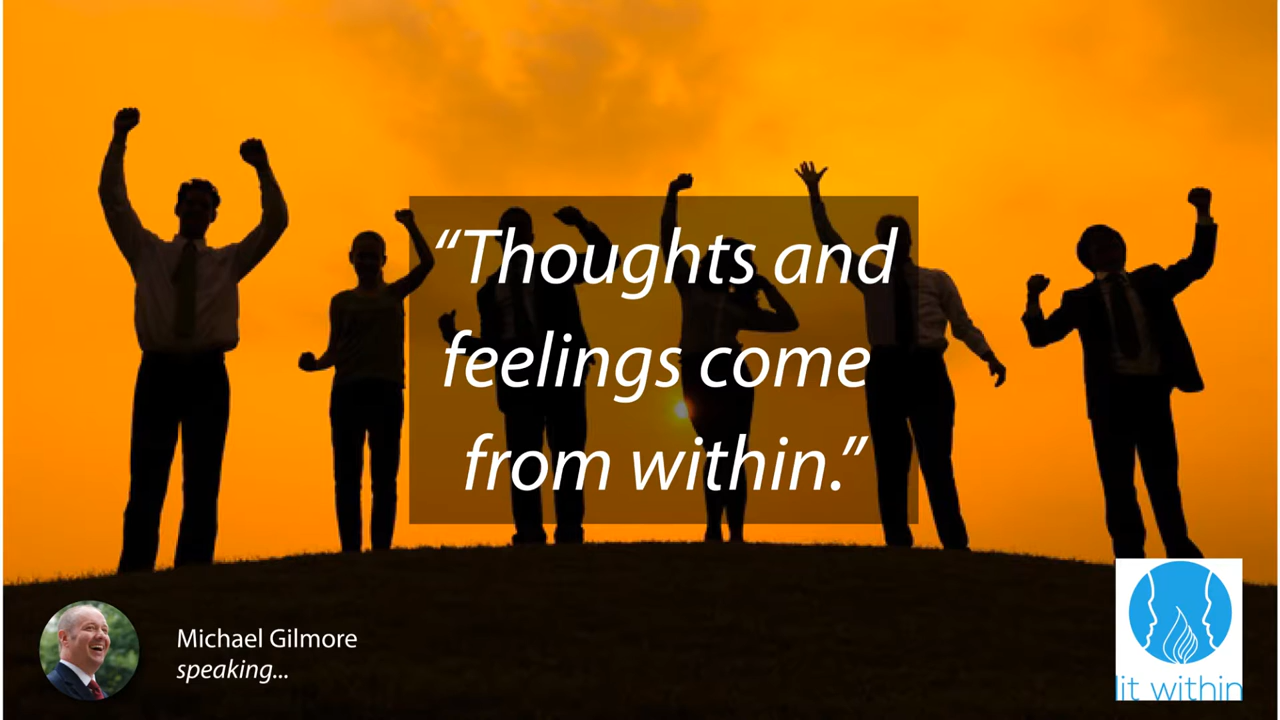 “Thoughts and
feelings come
from within.”
Michael Gilmore
speaking...
lit within